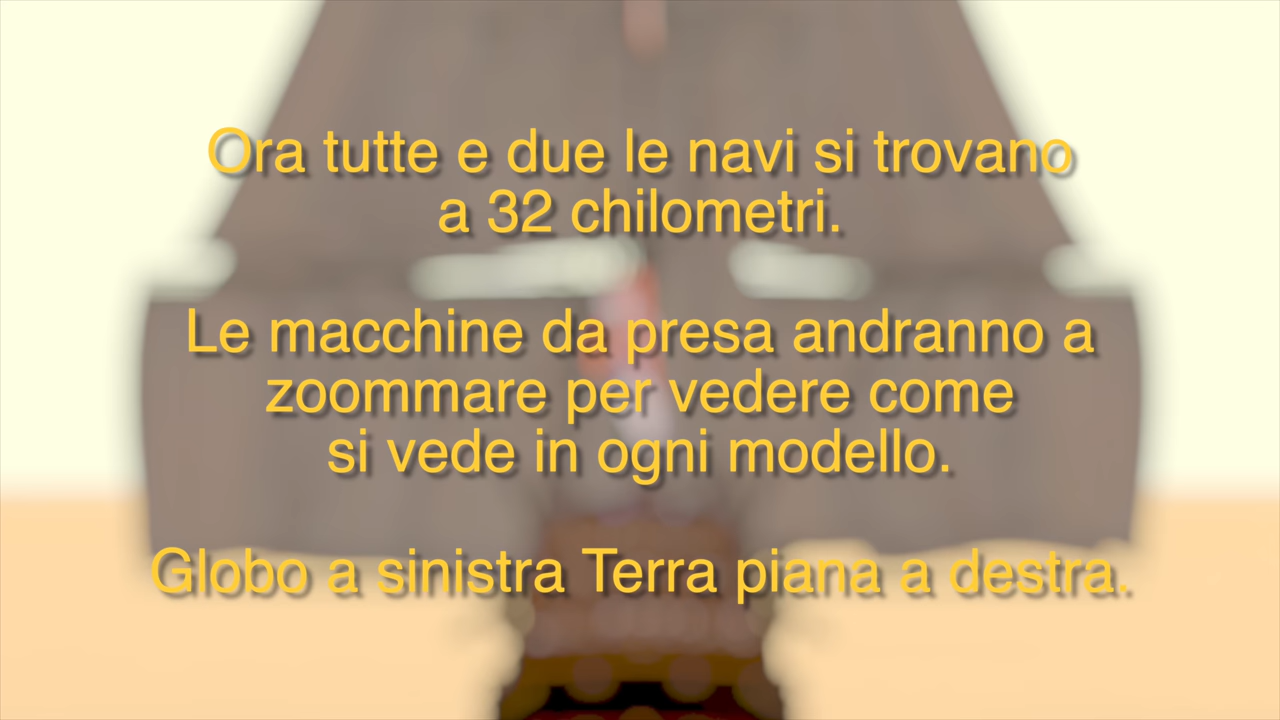 Ora tutte e due le navi si trovano
a 32 chilometri.
Le macchine da presa andranno a
zoommare per vedere come
si vede in ogni modello.
Globo a sinistra Terra piana a destra.